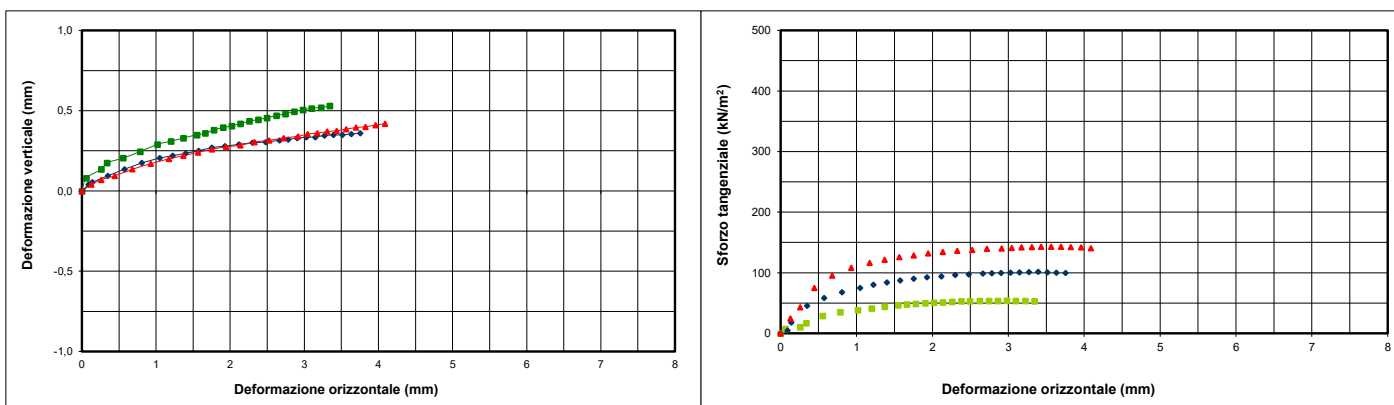 1,0
0,5
0,0
-0,5
-1,0
0 1 2 3 4 5 6 7 8
Deformazione verticale (mm)
Deformazione orizzontale (mm)
500
400
300
200
100
0
0 1 2 3 4 5 6 7 8
Sforzo tangenziale (kN/m²)
Deformazione orizzontale (mm)